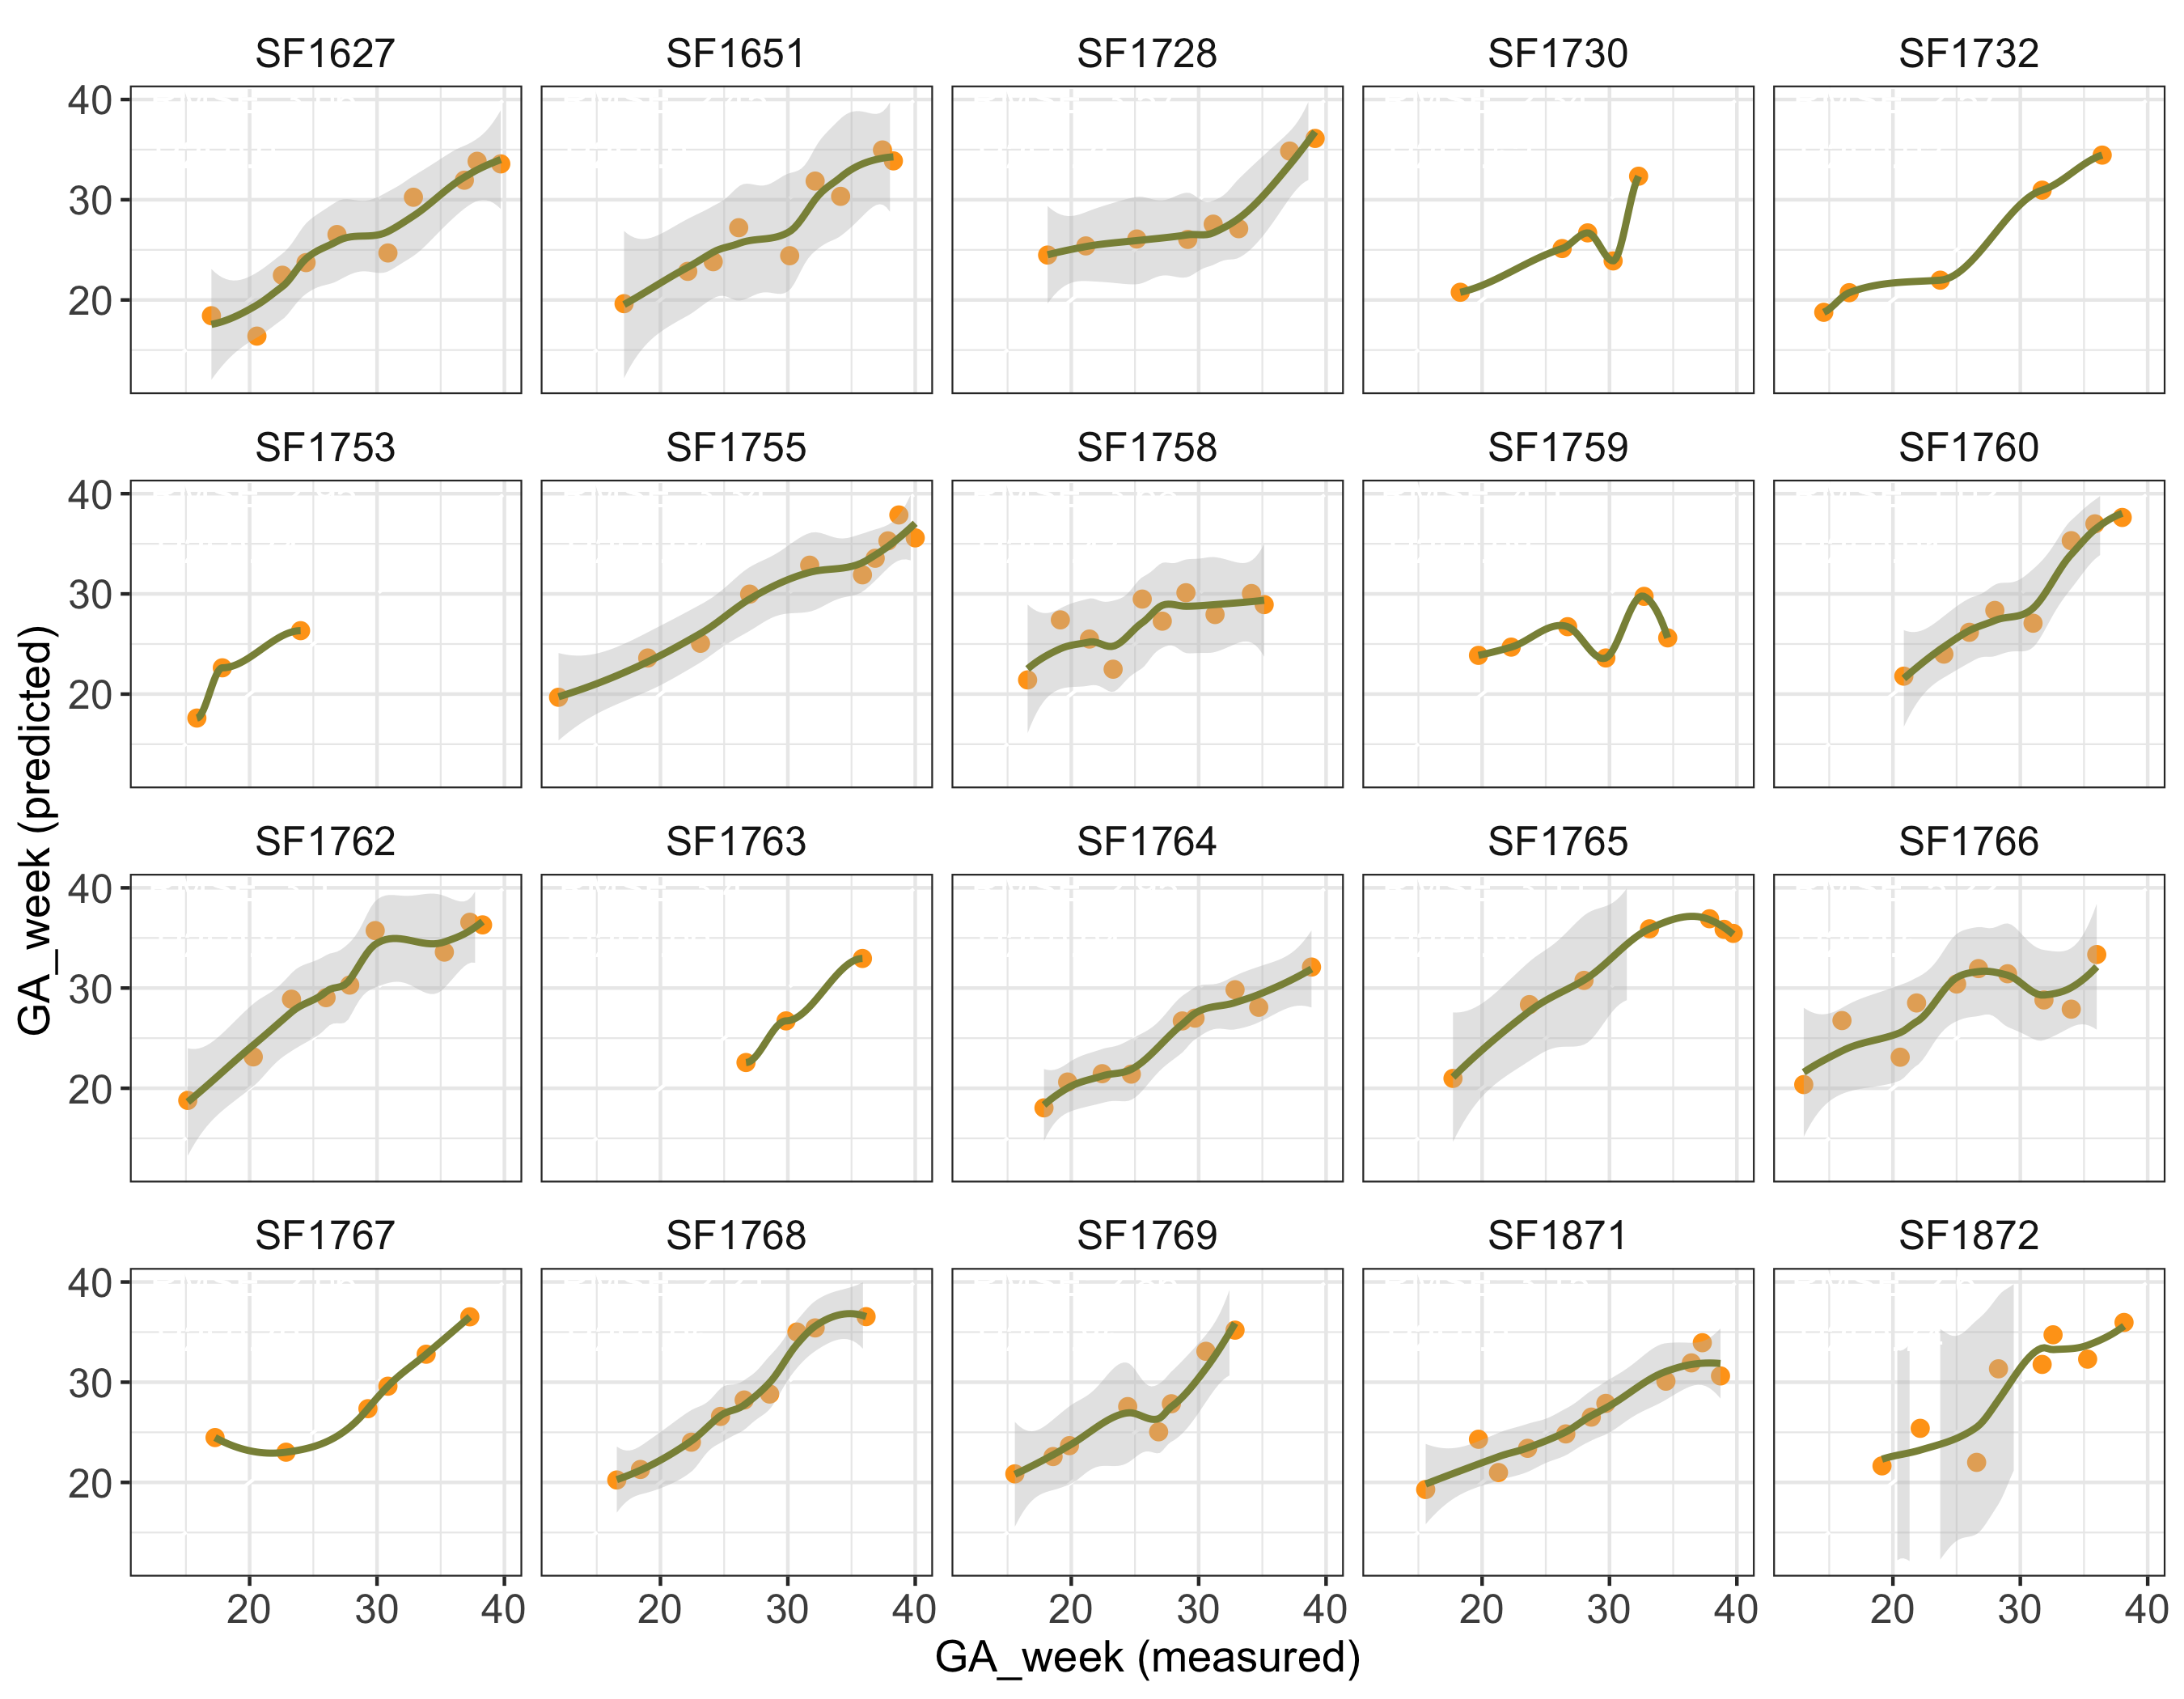 SF1627 SF1651 SF1728 SF1730 SF1732
40
30
20
SF1753 SF1755 SF1758 SF1759 SF1760
40
30
20
GA_week (predicted)
SF1762 SF1763 SF1764 SF1765 SF1766
40
30
20
SF1767 SF1768 SF1769 SF1871 SF1872
40
30
20
20 30 40 20 30 40 20 30 40 20 30 40 20 30 40
GA_week (measured)